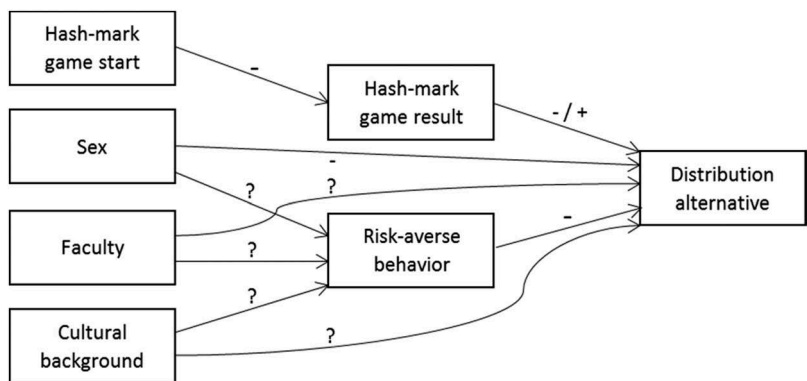 Hash-mark
game start
-
Hash-mark
game result
- / +
Sex
-
?
?
Distribution
alternative
Faculty
?
Risk-averse
behavior
-
?
Cultural
background
?